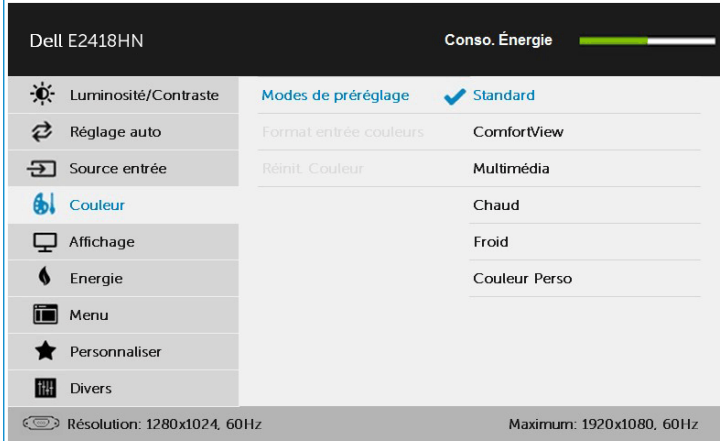 Dell E2418HN
Conso. Énergie
Luminosité/Contraste
Modes de préréglage
Standard
Réglage auto
Format entrée couleurs
ComfortView
Source entrée
Réinit. Couleur
Multimédia
Couleur
Chaud
Affichage
Froid
Energie
Couleur Perso
Menu
Personnaliser
Divers
Résolution: 1280x1024, 60Hz
Maximum: 1920x1080, 60Hz